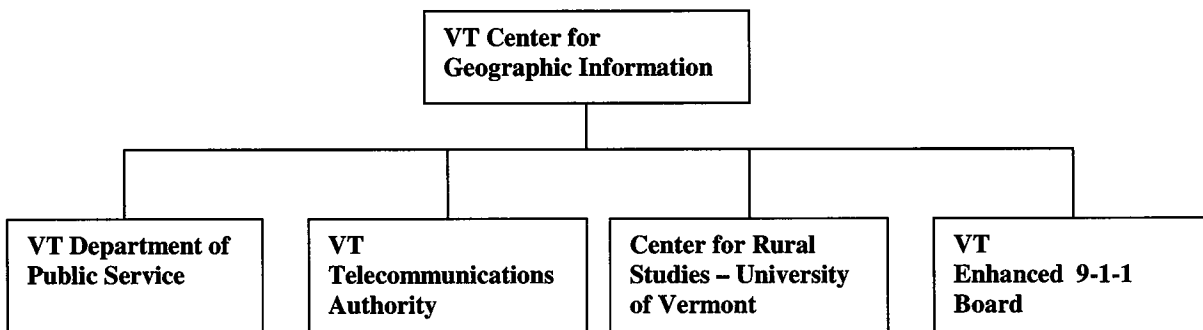 VT Center for
Geographic Information
VT Department of
Public Service
VT
Telecommunications
Authority
Center for Rural
Studies – University
of Vermont
VT
Enhanced 9-1-1
Board